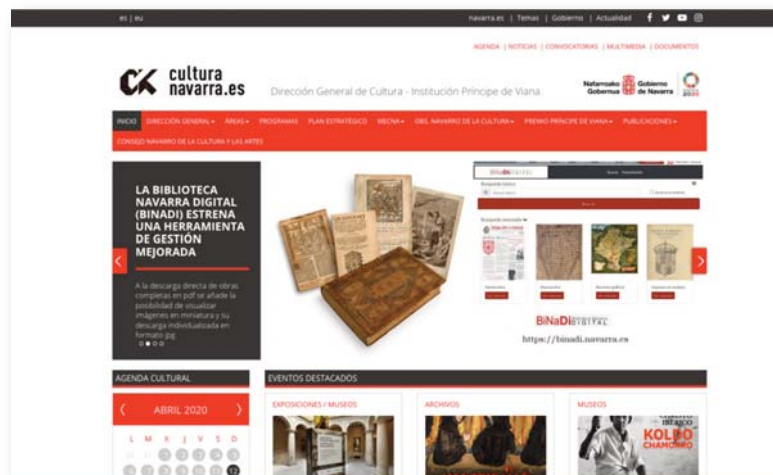 es | eu
navarra.es | Temas | Gobierno | Actualidad
AGENDA | NOTICIAS | CONVOCATORIAS | MULTIMEDIA | DOCUMENTOS
cultura
navarra.es
Dirección General de Cultura - Institución Príncipe de Viana
Nafarroako
Gobernua
Gobierno
de Navarra
INICIO DIRECCIÓN GENERAL ÁREAS PROGRAMAS PLAN ESTRATÉGICO MECNA OBS. NAVARRO DE LA CULTURA PREMIO PRÍNCIPE DE VIANA PUBLICACIONES
CONSEJO NAVARRO DE LA CULTURA Y LAS ARTES
LA BIBLIOTECA
NAVARRA DIGITAL
(BINADI) ESTRENA
UNA HERRAMIENTA
DE GESTIÓN
MEJORADA
A la descarga directa de obras
completas en pdf se añade la
posibilidad de visualizar
imágenes en miniatura y su
descarga individualizada en
formato jpg.
BiNaDiDIGITAL
https://binadi.navarra.es
AGENDA CULTURAL
EVENTOS DESTACADOS
ABRIL 2020
L M X J V S D
EXPOSICIONES / MUSEOS
ARCHIVOS
MUSEOS
KOLDO
CHAMORRO